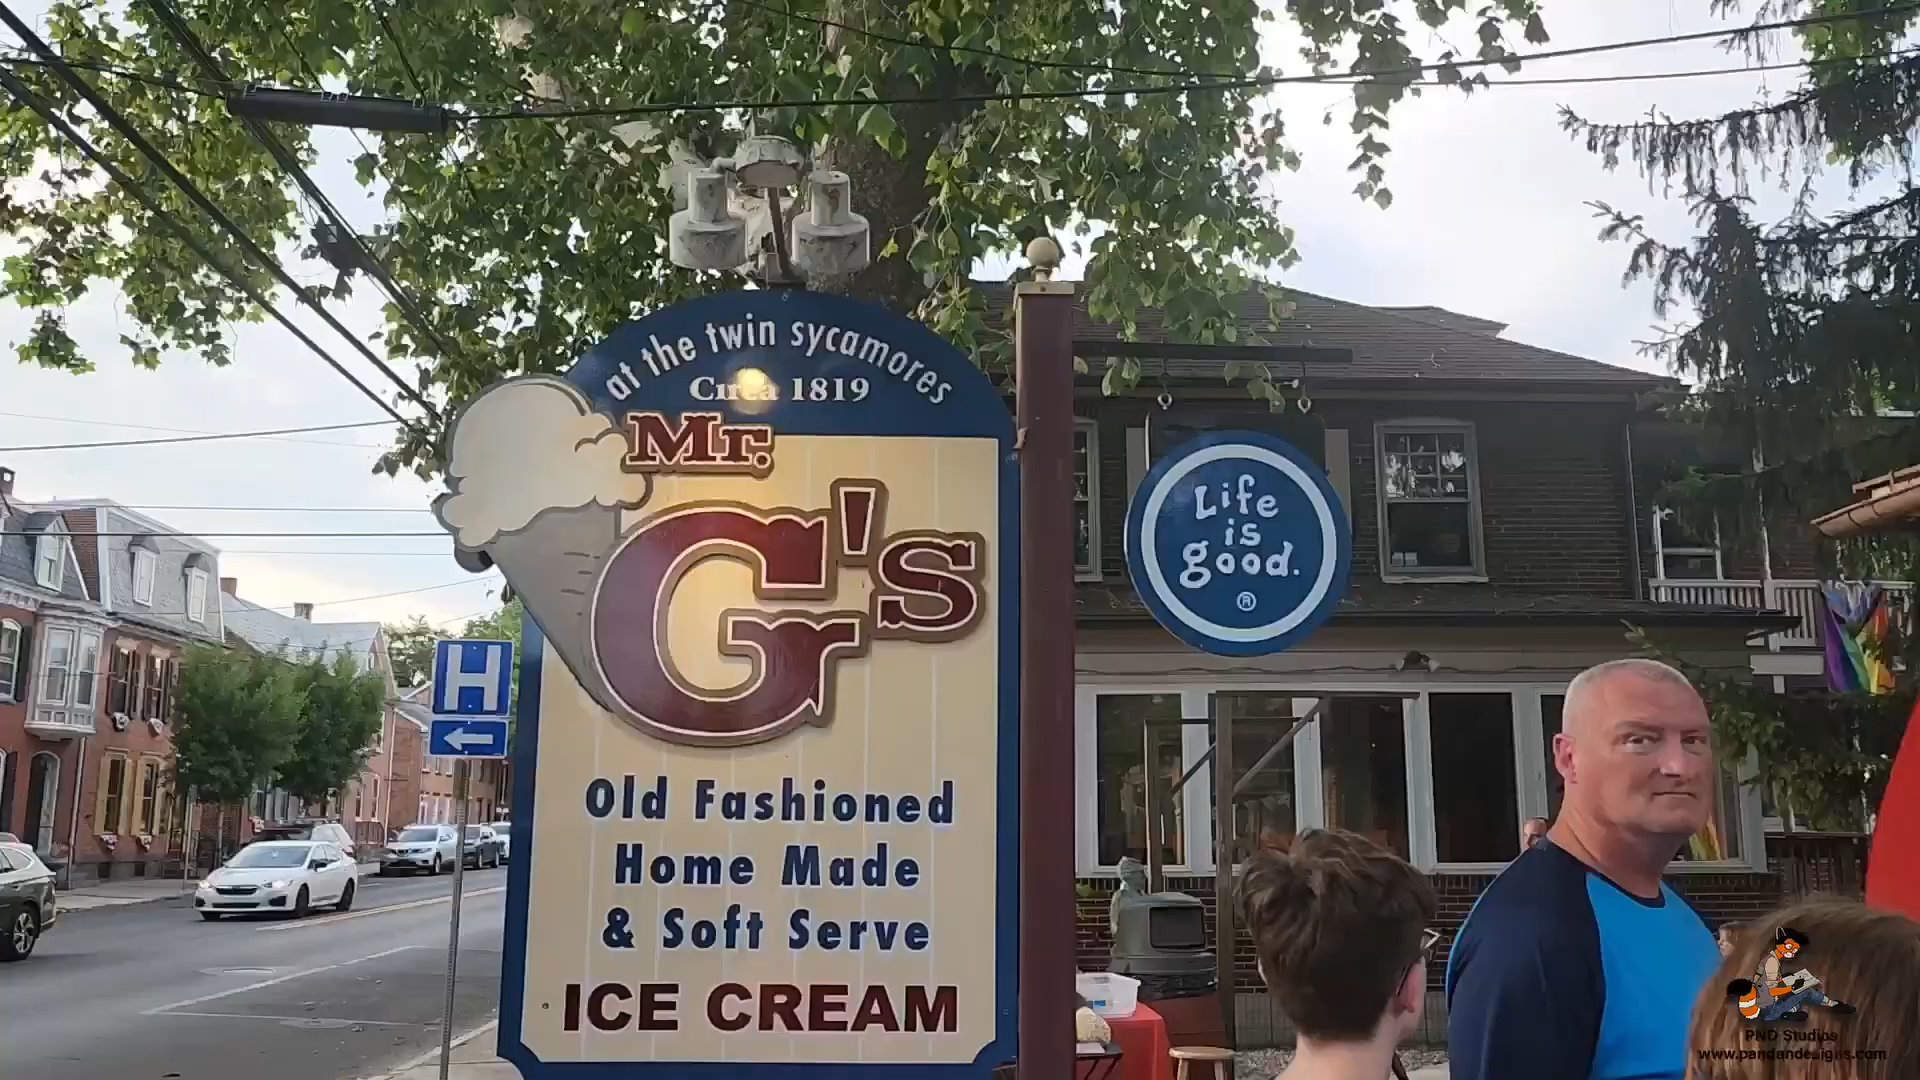 at the twin sycamores
Circa 1819
Mr.
G's
Old Fashioned
Home Made
& Soft Serve
ICE CREAM
Life
is
good.
®
H
PND Studios
www.pandandesigns.com